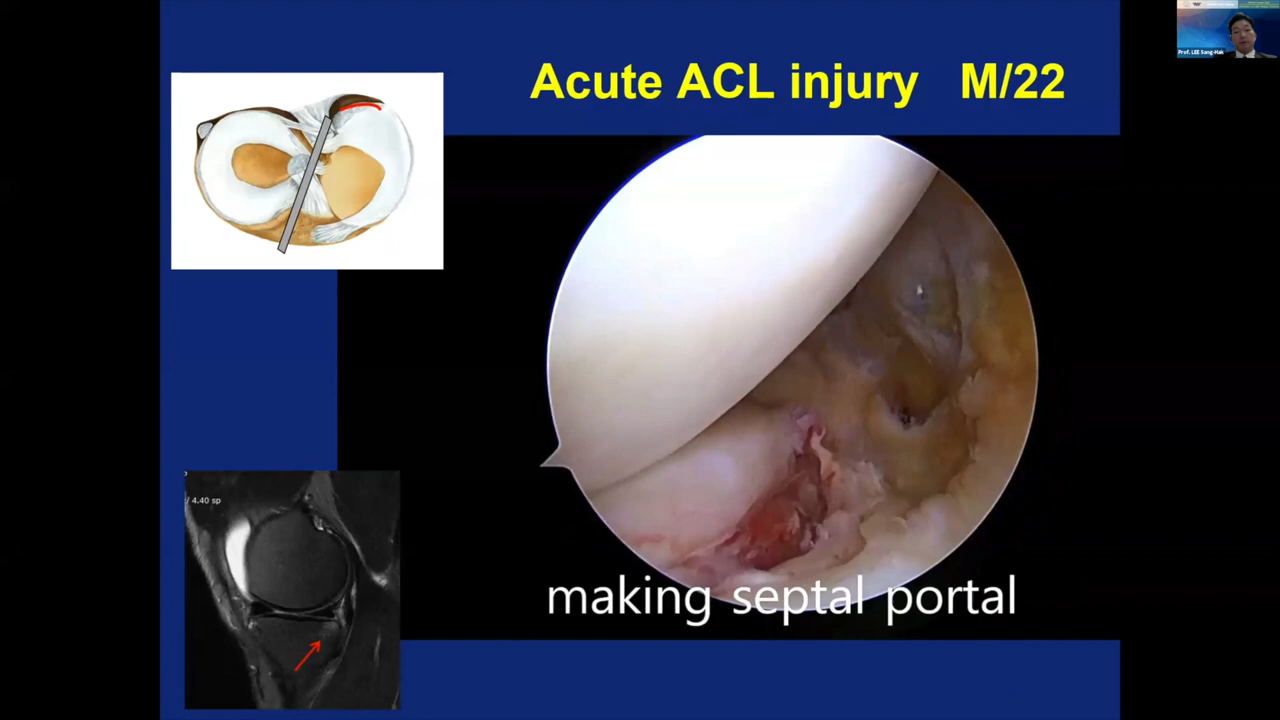 Acute ACL injury M/22
/ 4.40 sp
making septal portal
Prof. LEE Sang-Hak